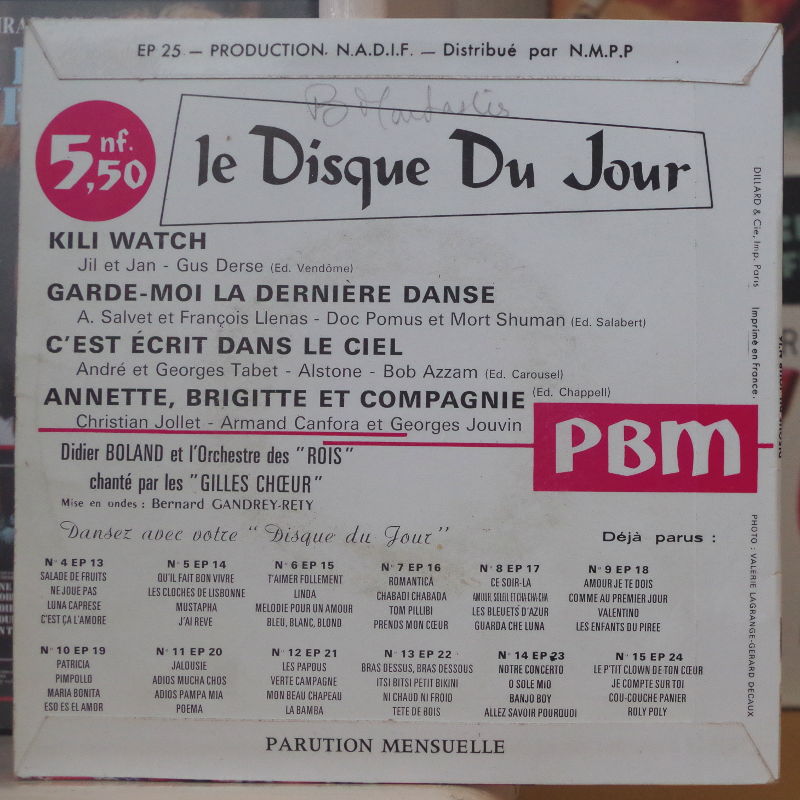 EP 25 — PRODUCTION N.A.D.I.F. — Distribué par N.M.P.P
5,50 nf.
le Disque Du Jour
KILI WATCH
Jil et Jan - Gus Derse (Ed. Vendôme)
GARDE-MOI LA DERNIÈRE DANSE
A. Salvet et François Llenas - Doc Pomus et Mort Shuman (Ed. Salabert)
C'EST ÉCRIT DANS LE CIEL
André et Georges Tabet - Alstone - Bob Azzam (Ed. Carousel)
ANNETTE, BRIGITTE ET COMPAGNIE (Ed. Chappell)
Christian Jollet - Armand Canfora et Georges Jouvin
PBM
Didier BOLAND et l'Orchestre des "ROIS"
chanté par les "GILLES CHŒUR"
Mise en ondes : Bernard GANDREY-RETY
Dansez avec votre "Disque du Jour"
Déjà parus :
N° 4 EP 13
SALADE DE FRUITS
NE JOUE PAS
LUNA CAPRESE
C'EST ÇA L'AMORE
N° 5 EP 14
QU'IL FAIT BON VIVRE
LES CLOCHES DE LISBONNE
MUSTAPHA
J'AI REVE
N° 6 EP 15
T'AIMER FOLLEMENT
LINDA
MELODIE POUR UN AMOUR
BLEU, BLANC, BLOND
N° 7 EP 16
ROMANTICA
CHABADI CHABADA
TOM PILLIBI
PRENDS MON CŒUR
N° 8 EP 17
CE SOIR-LA
AMOUR, SOLEIL ET CHA-CHA-CHA
LES BLEUETS D'AZUR
GUARDA CHE LUNA
N° 9 EP 18
AMOUR JE TE DOIS
COMME AU PREMIER JOUR
VALENTINO
LES ENFANTS DU PIREE
N° 10 EP 19
PATRICIA
PIMPOLLO
MARIA BONITA
ESO ES EL AMOR
N° 11 EP 20
JALOUSIE
ADIOS MUCHA CHOS
ADIOS PAMPA MIA
POEMA
N° 12 EP 21
LES PAPOUS
VERTE CAMPAGNE
MON BEAU CHAPEAU
LA BAMBA
N° 13 EP 22
BRAS DESSUS, BRAS DESSOUS
ITSI BITSI PETIT BIKINI
NI CHAUD NI FROID
TETE DE BOIS
N° 14 EP 23
NOTRE CONCERTO
O SOLE MIO
BANJO BOY
ALLEZ SAVOIR POURQUOI
N° 15 EP 24
LE P'TIT CLOWN DE TON CŒUR
JE COMPTE SUR TOI
COU-COUCHE PANIER
ROLY POLY
DILLARD & Cie, Imp. Paris Imprimé en France.
PHOTO : VALERIE LAGRANGE-GERARD DECAUX
PARUTION MENSUELLE